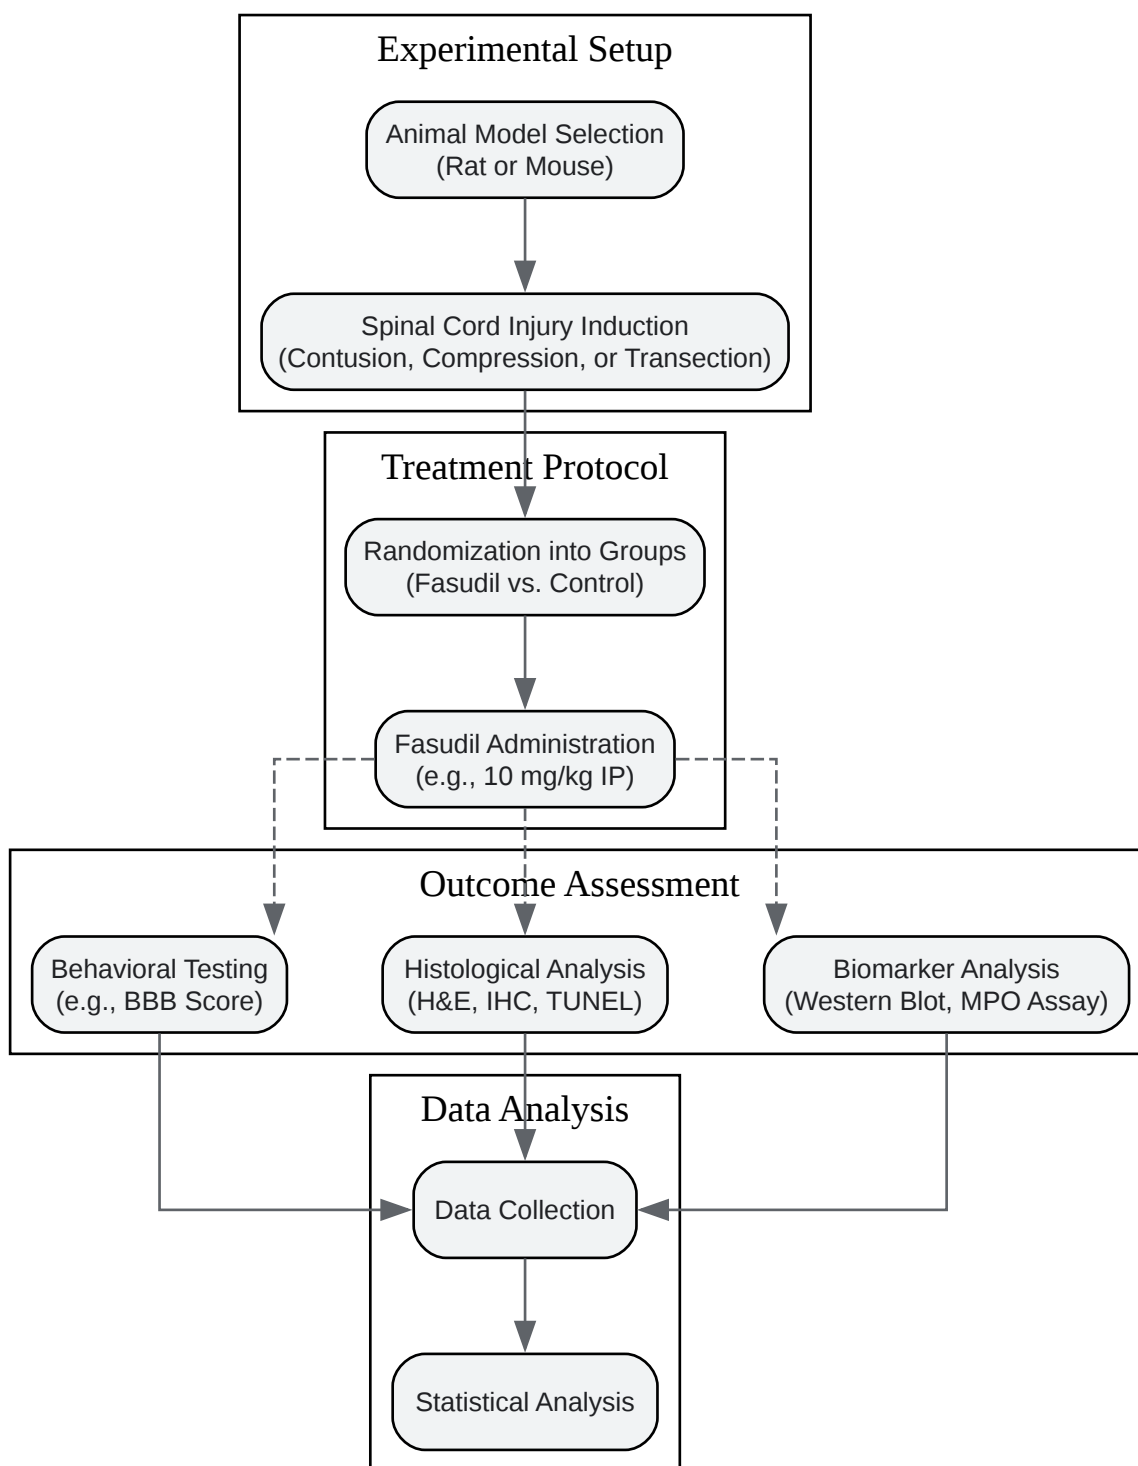 Experimental Setup
Animal Model Selection
(Rat or Mouse)
Spinal Cord Injury Induction
(Contusion, Compression, or Transection)
Treatment Protocol
Randomization into Groups
(Fasudil vs. Control)
Fasudil Administration
(e.g., 10 mg/kg IP)
Outcome Assessment
Behavioral Testing
(e.g., BBB Score)
Histological Analysis
(H&E, IHC, TUNEL)
Biomarker Analysis
(Western Blot, MPO Assay)
Data Analysis
Data Collection
Statistical Analysis